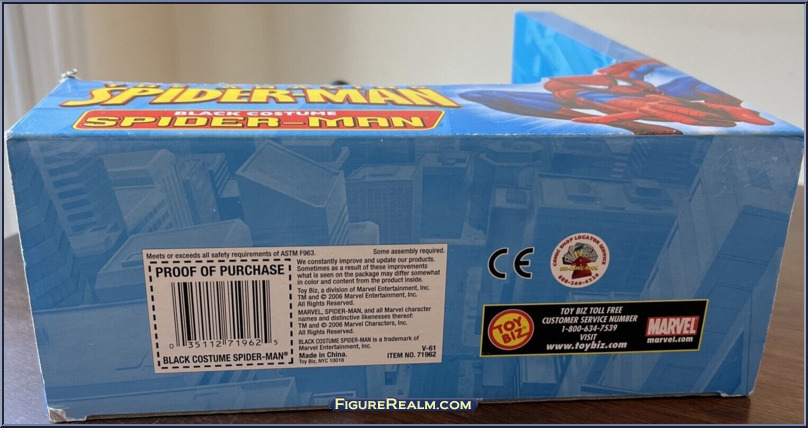 SPIDER-MAN
BLACK COSTUME
SPIDER-MAN
Meets or exceeds all safety requirements of ASTM F963.
Some assembly required.
PROOF OF PURCHASE
0 35112 71962 5
BLACK COSTUME SPIDER-MAN®
We constantly improve and update our products.
Sometimes as a result of these improvements
what is seen on the package may differ somewhat
in color and content from the product inside.
Toy Biz, a division of Marvel Entertainment, Inc.
TM and © 2006 Marvel Entertainment, Inc.
All Rights Reserved.
MARVEL, SPIDER-MAN, and all Marvel character
names and distinctive likenesses thereof:
TM and © 2006 Marvel Characters, Inc.
All Rights Reserved.
BLACK COSTUME SPIDER-MAN is a trademark of
Marvel Entertainment, Inc.
V-61
Made in China.
ITEM NO. 71962
Toy Biz, NYC 10016
CE
COMIC SHOP LOCATOR SERVICE
TOY BIZ
TOY BIZ TOLL FREE
CUSTOMER SERVICE NUMBER
1-800-634-7539
VISIT
www.toybiz.com
MARVEL
marvel.com
FIGUREREALM.COM